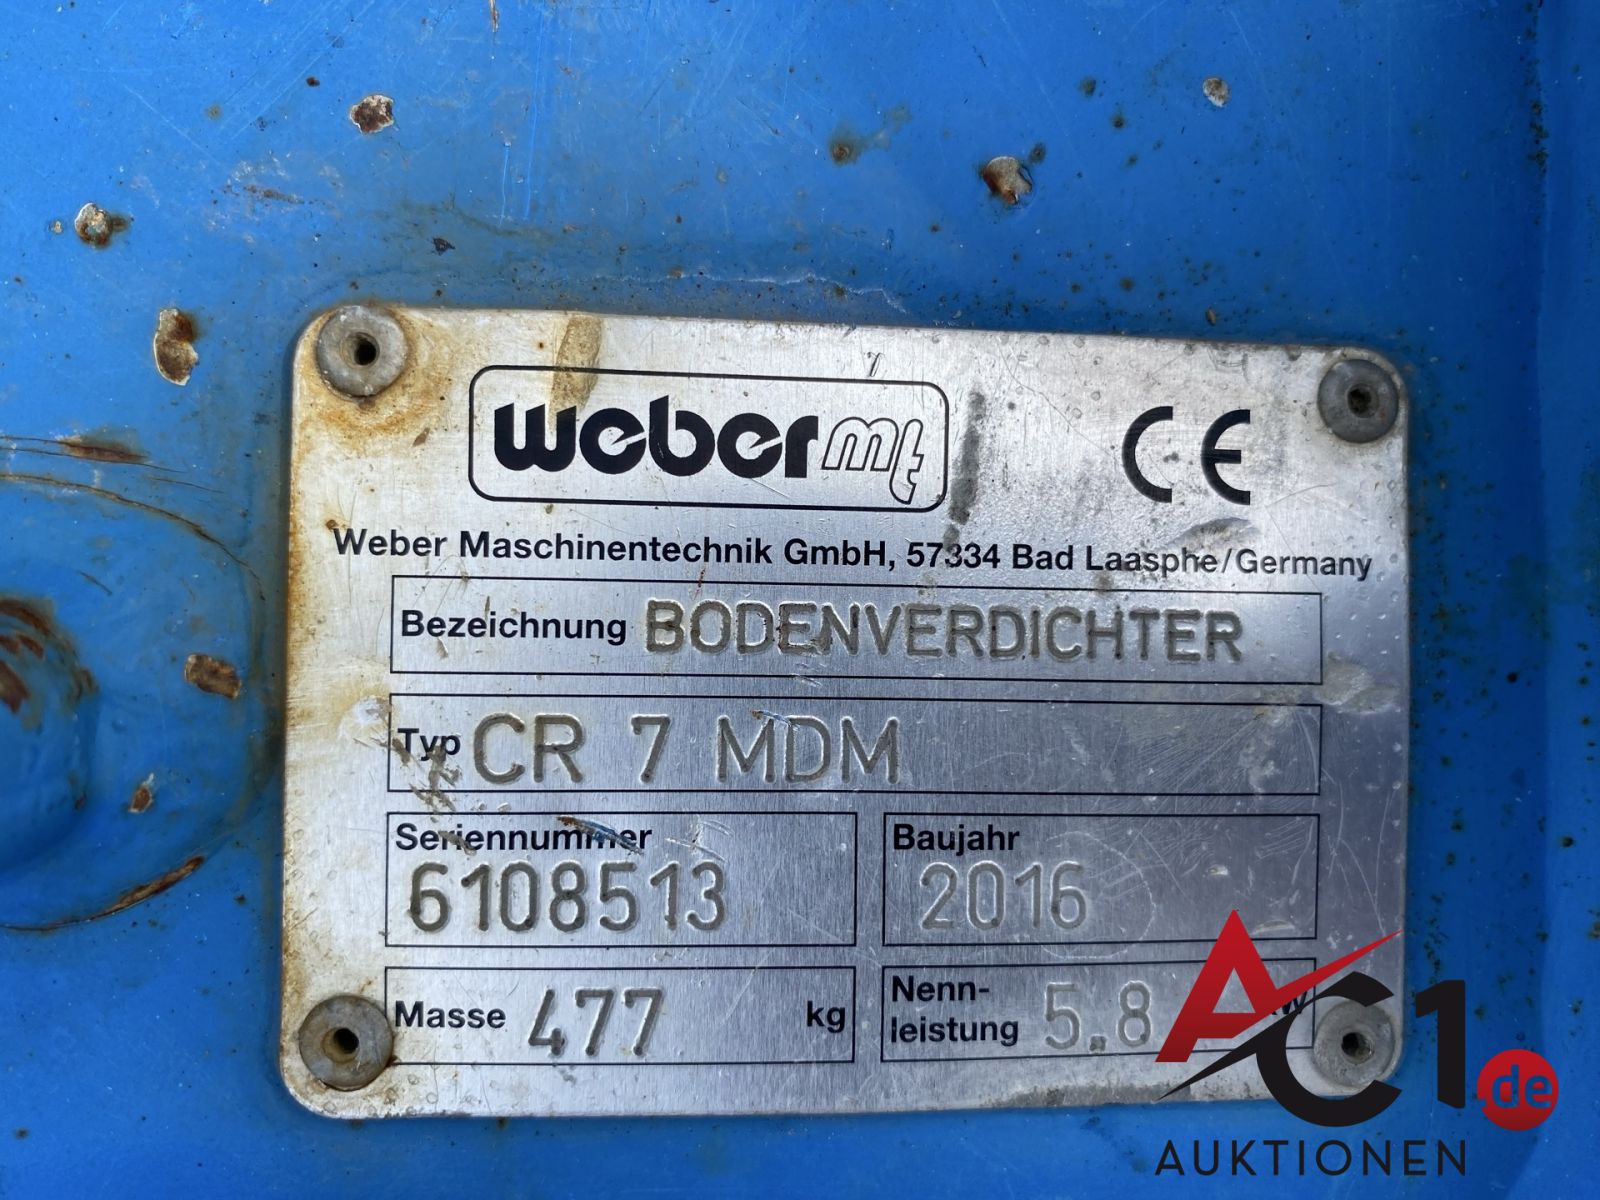 weber mt
CE
Weber Maschinentechnik GmbH, 57334 Bad Laasphe/Germany
Bezeichnung BODENVERDICHTER
Typ CR 7 MDM
Seriennummer Baujahr
6108513 2016
Masse 477 kg
Nenn-
leistung 5.8 kW
AC1.de
AUKTIONEN